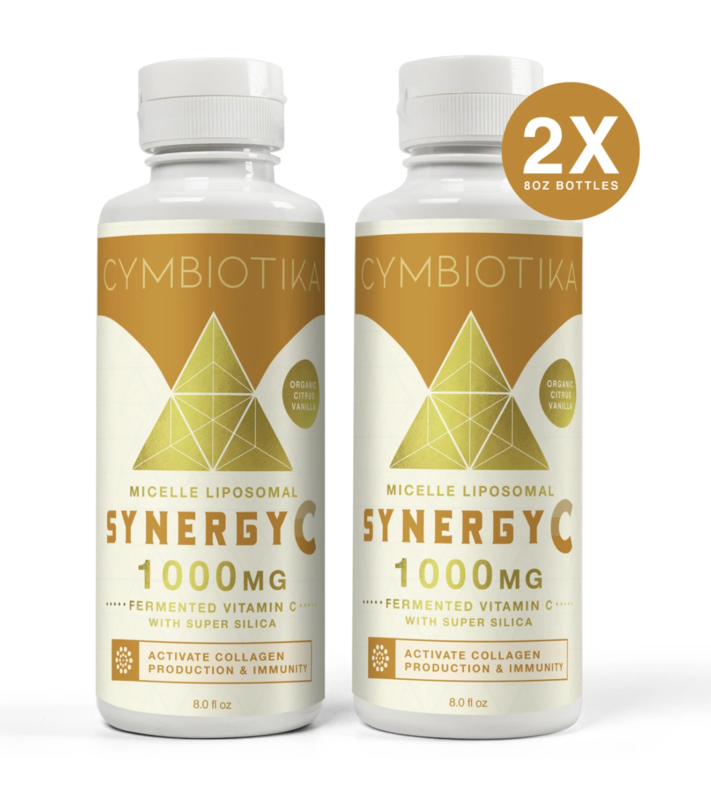 2X
8OZ BOTTLES
CYMBIOTIKA
ORGANIC
CITRUS
VANILLA
MICELLE LIPOSOMAL
SYNERGY C
1000MG
FERMENTED VITAMIN C
WITH SUPER SILICA
ACTIVATE COLLAGEN
PRODUCTION & IMMUNITY
8.0 fl oz
CYMBIOTIKA
ORGANIC
CITRUS
VANILLA
MICELLE LIPOSOMAL
SYNERGY C
1000MG
FERMENTED VITAMIN C
WITH SUPER SILICA
ACTIVATE COLLAGEN
PRODUCTION & IMMUNITY
8.0 fl oz